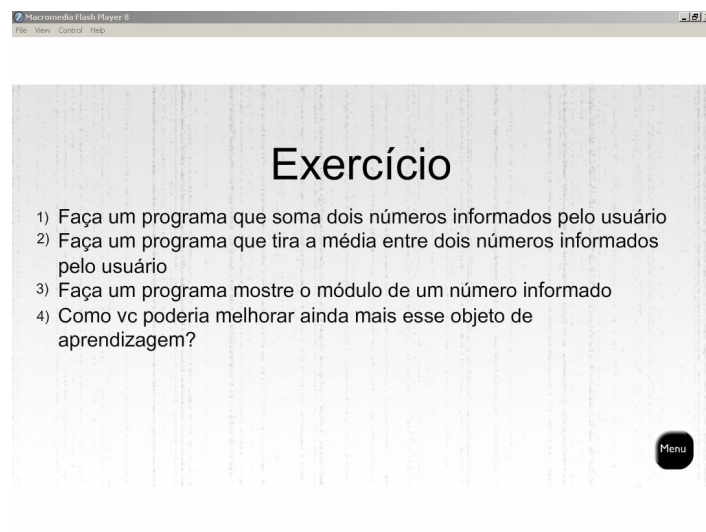 Macromedia Flash Player 8
File View Control Help
Exercício
1) Faça um programa que soma dois números informados pelo usuário
2) Faça um programa que tira a média entre dois números informados
pelo usuário
3) Faça um programa mostre o módulo de um número informado
4) Como vc poderia melhorar ainda mais esse objeto de
aprendizagem?
Menu